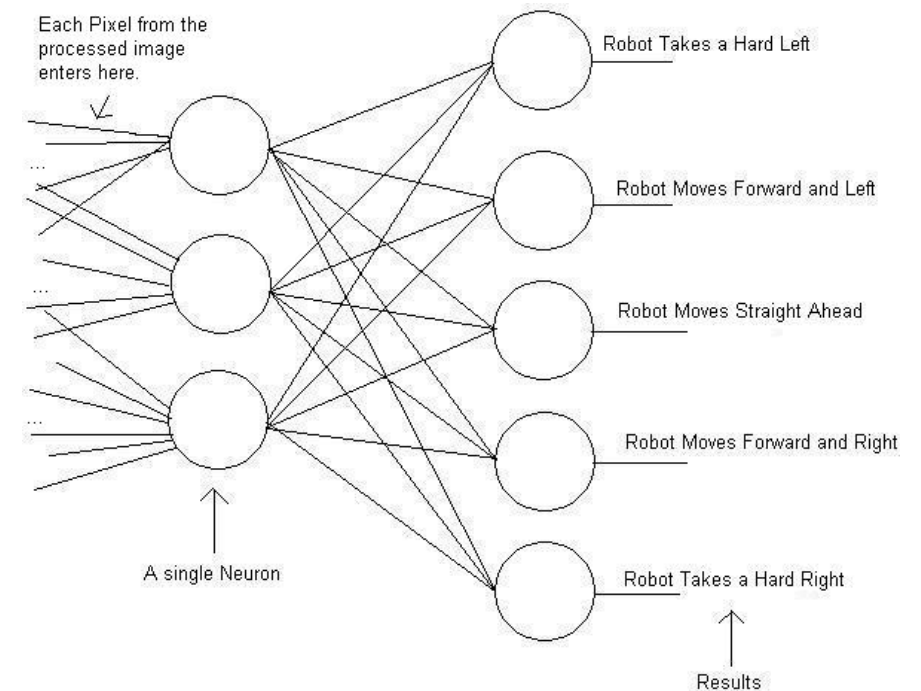 Each Pixel from the
processed image
enters here.
Robot Takes a Hard Left
...
Robot Moves Forward and Left
...
Robot Moves Straight Ahead
...
Robot Moves Forward and Right
A single Neuron
Robot Takes a Hard Right
Results